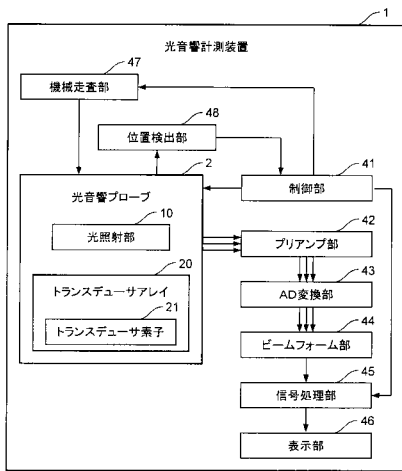 1
光音響計測装置
47
機械走査部
48
位置検出部
2
41
光音響プローブ
制御部
10
42
光照射部
プリアンプ部
20
43
トランスデューサアレイ
AD変換部
21
44
トランスデューサ素子
ビームフォーム部
45
信号処理部
46
表示部